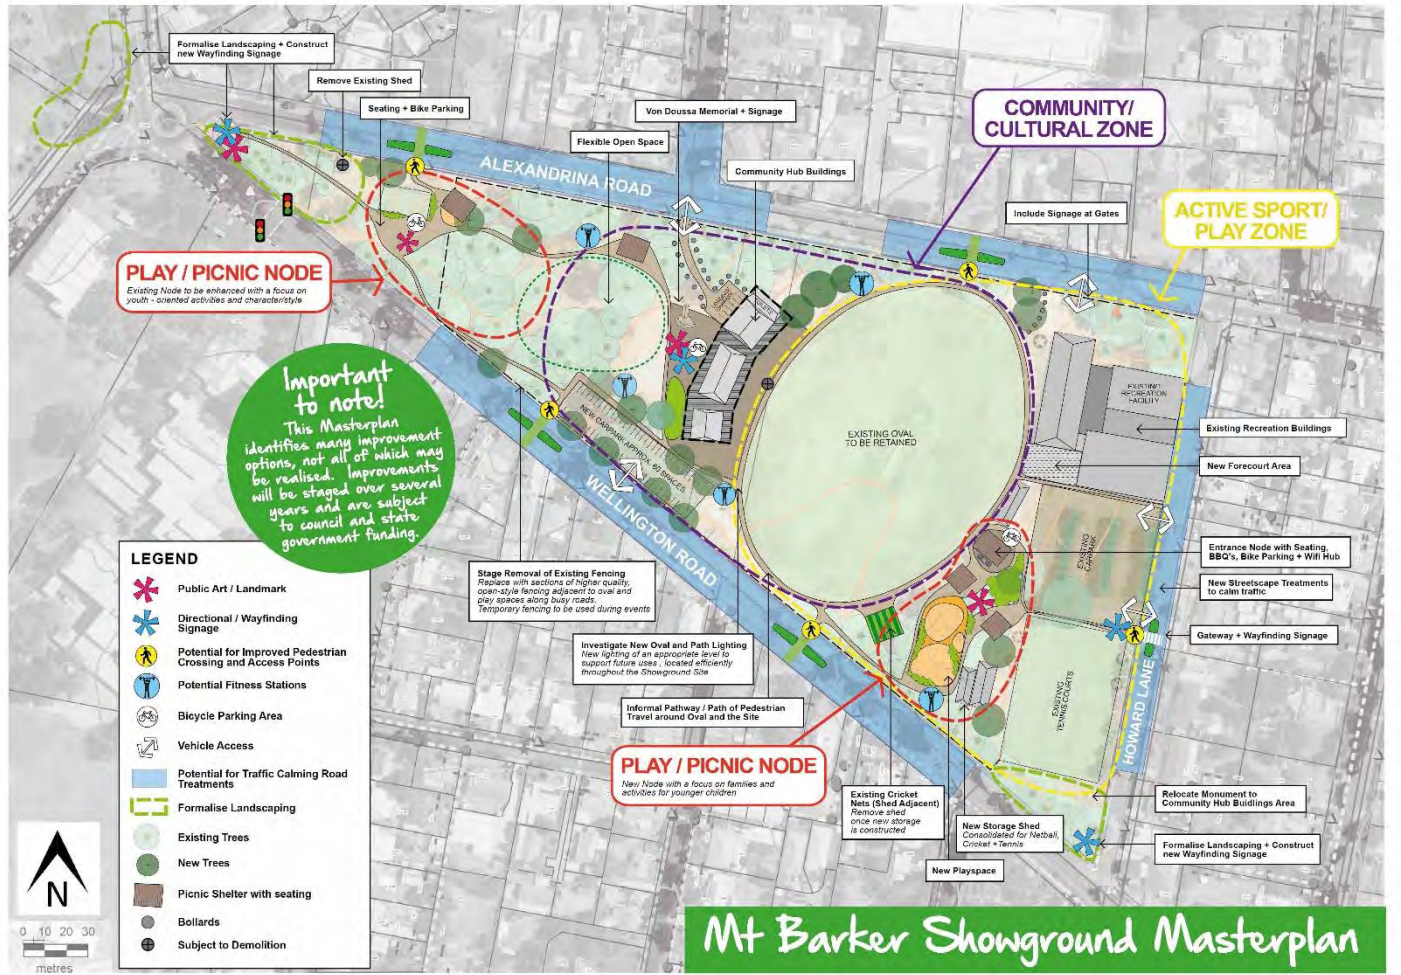 Formalise Landscaping + Construct
new Wayfinding Signage
Remove Existing Shed
Seating + Bike Parking
Von Doussa Memorial + Signage
Flexible Open Space
Community Hub Buildings
COMMUNITY/
CULTURAL ZONE
ACTIVE SPORT/
PLAY ZONE
Include Signage at Gates
ALEXANDRINA ROAD
PLAY / PICNIC NODE
Existing Node to be enhanced with a focus on
youth - oriented activities and character/style
Important
to note!
This Masterplan
identifies many improvement
options, not all of which may
be realised. Improvements
will be staged over several
years and are subject
to council and state
government funding.
NEW CARPARK APPROX. 60 SPACES
WELLINGTON ROAD
EXISTING OVAL
TO BE RETAINED
EXISTING
RECREATION
FACILITY
Existing Recreation Buildings
New Forecourt Area
EXISTING
CARPARK
Entrance Node with Seating,
BBQ's, Bike Parking + Wifi Hub
New Streetscape Treatments
to calm traffic
Gateway + Wayfinding Signage
HOWARD LANE
EXISTING
TENNIS COURTS
Stage Removal of Existing Fencing
Replace with sections of higher quality,
open-style fencing adjacent to oval and
play spaces along busy roads.
Temporary fencing to be used during events
Investigate New Oval and Path Lighting
New lighting of an appropriate level to
support future uses , located efficiently
throughout the Showground Site
Informal Pathway / Path of Pedestrian
Travel around Oval and the Site
PLAY / PICNIC NODE
New Node with a focus on families and
activities for younger children
Existing Cricket
Nets (Shed Adjacent)
Remove shed
once new storage
is constructed
New Storage Shed
Consolidated for Netball,
Cricket + Tennis
New Playspace
Relocate Monument to
Community Hub Buidlings Area
Formalise Landscaping + Construct
new Wayfinding Signage
LEGEND
Public Art / Landmark
Directional / Wayfinding
Signage
Potential for Improved Pedestrian
Crossing and Access Points
Potential Fitness Stations
Bicycle Parking Area
Vehicle Access
Potential for Traffic Calming Road
Treatments
Formalise Landscaping
Existing Trees
New Trees
Picnic Shelter with seating
Bollards
Subject to Demolition
N
0 10 20 30
metres
Mt Barker Showground Masterplan